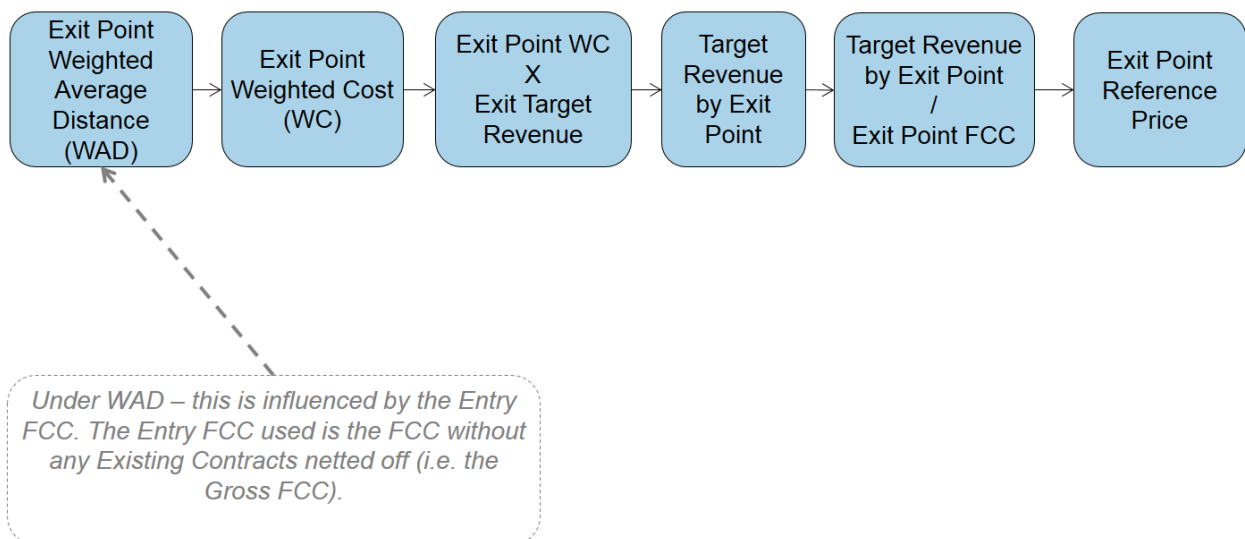 Exit Point
Weighted
Average
Distance
(WAD)
Exit Point
Weighted Cost
(WC)
Exit Point WC
X
Exit Target
Revenue
Target
Revenue
by Exit
Point
Target Revenue
by Exit Point
/
Exit Point FCC
Exit Point
Reference
Price
Under WAD – this is influenced by the Entry
FCC. The Entry FCC used is the FCC without
any Existing Contracts netted off (i.e. the
Gross FCC).